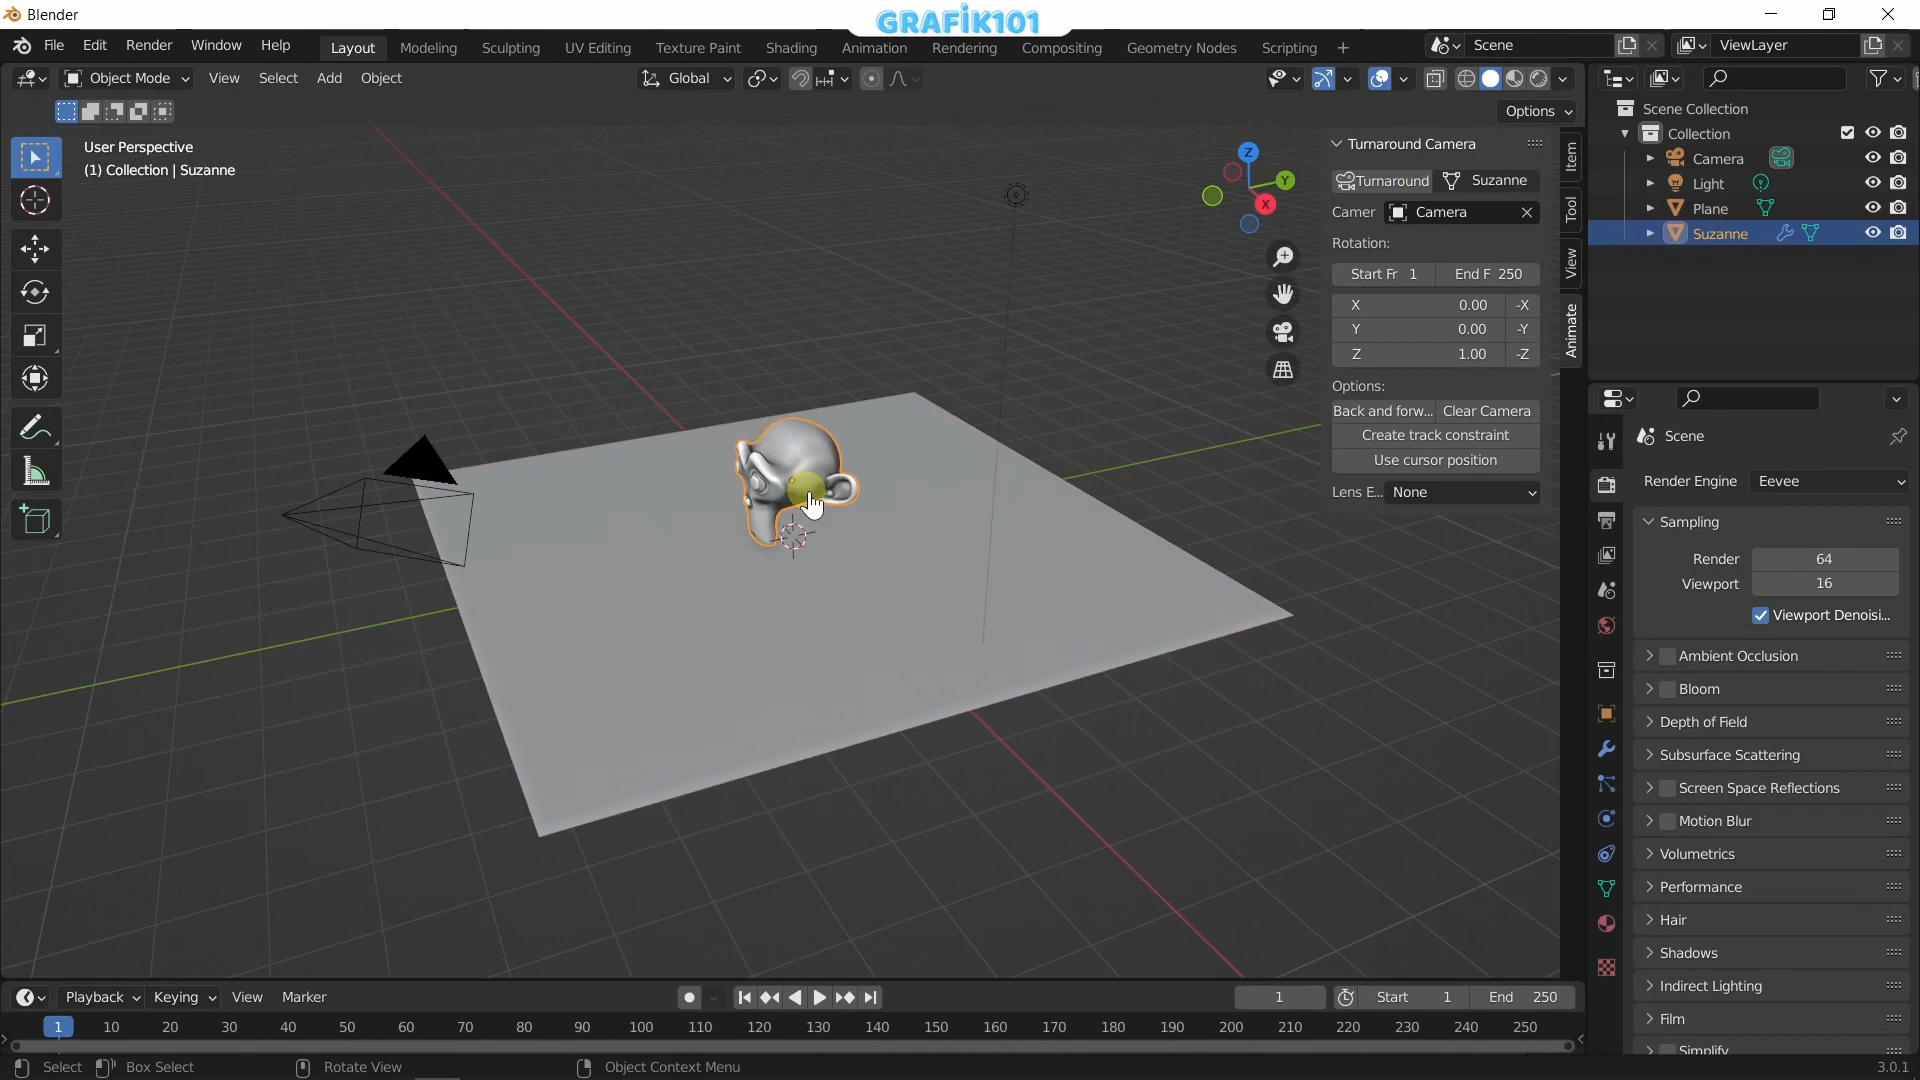 Blender
GRAFİK101
File Edit Render Window Help
Layout Modeling Sculpting UV Editing Texture Paint Shading Animation Rendering Compositing Geometry Nodes Scripting +
Scene
ViewLayer
Object Mode View Select Add Object
Global
Options
User Perspective
(1) Collection | Suzanne
Z
Y
X
Turnaround Camera
Turnaround Suzanne
Camer Camera
Rotation:
Start Fr 1 End F 250
X 0.00 -X
Y 0.00 -Y
Z 1.00 -Z
Options:
Back and forw... Clear Camera
Create track constraint
Use cursor position
Lens E... None
Item
Tool
View
Animate
Scene Collection
Collection
Camera
Light
Plane
Suzanne
Scene
Render Engine Eevee
Sampling
Render 64
Viewport 16
Viewport Denoisi...
Ambient Occlusion
Bloom
Depth of Field
Subsurface Scattering
Screen Space Reflections
Motion Blur
Volumetrics
Performance
Hair
Shadows
Indirect Lighting
Film
Simplify
Playback Keying View Marker
1 Start 1 End 250
1 10 20 30 40 50 60 70 80 90 100 110 120 130 140 150 160 170 180 190 200 210 220 230 240 250
Select Box Select Rotate View Object Context Menu 3.0.1